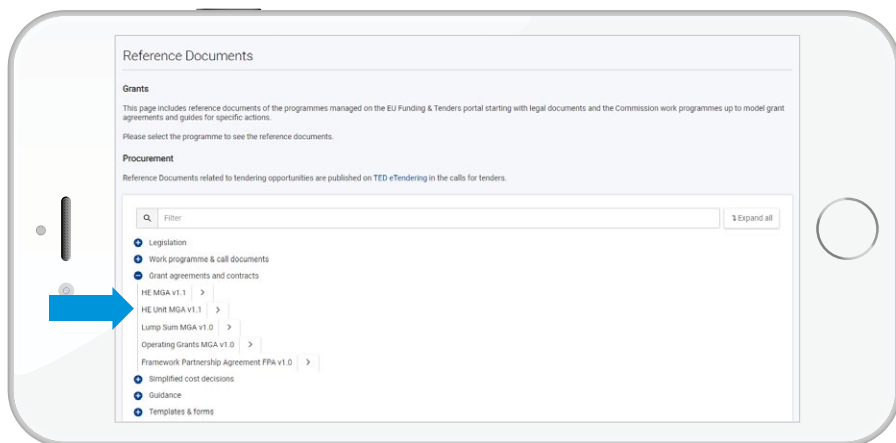 Reference Documents
Grants
This page includes reference documents of the programmes managed on the EU Funding & Tenders portal starting with legal documents and the Commission work programmes up to model grant
agreements and guides for specific actions.
Please select the programme to see the reference documents.
Procurement
Reference Documents related to tendering opportunities are published on TED eTendering in the calls for tenders.
Filter
Expand all
Legislation
Work programme & call documents
Grant agreements and contracts
HE MGA v1.1
HE Unit MGA v1.1
Lump Sum MGA v1.0
Operating Grants MGA v1.0
Framework Partnership Agreement FPA v1.0
Simplified cost decisions
Guidance
Templates & forms